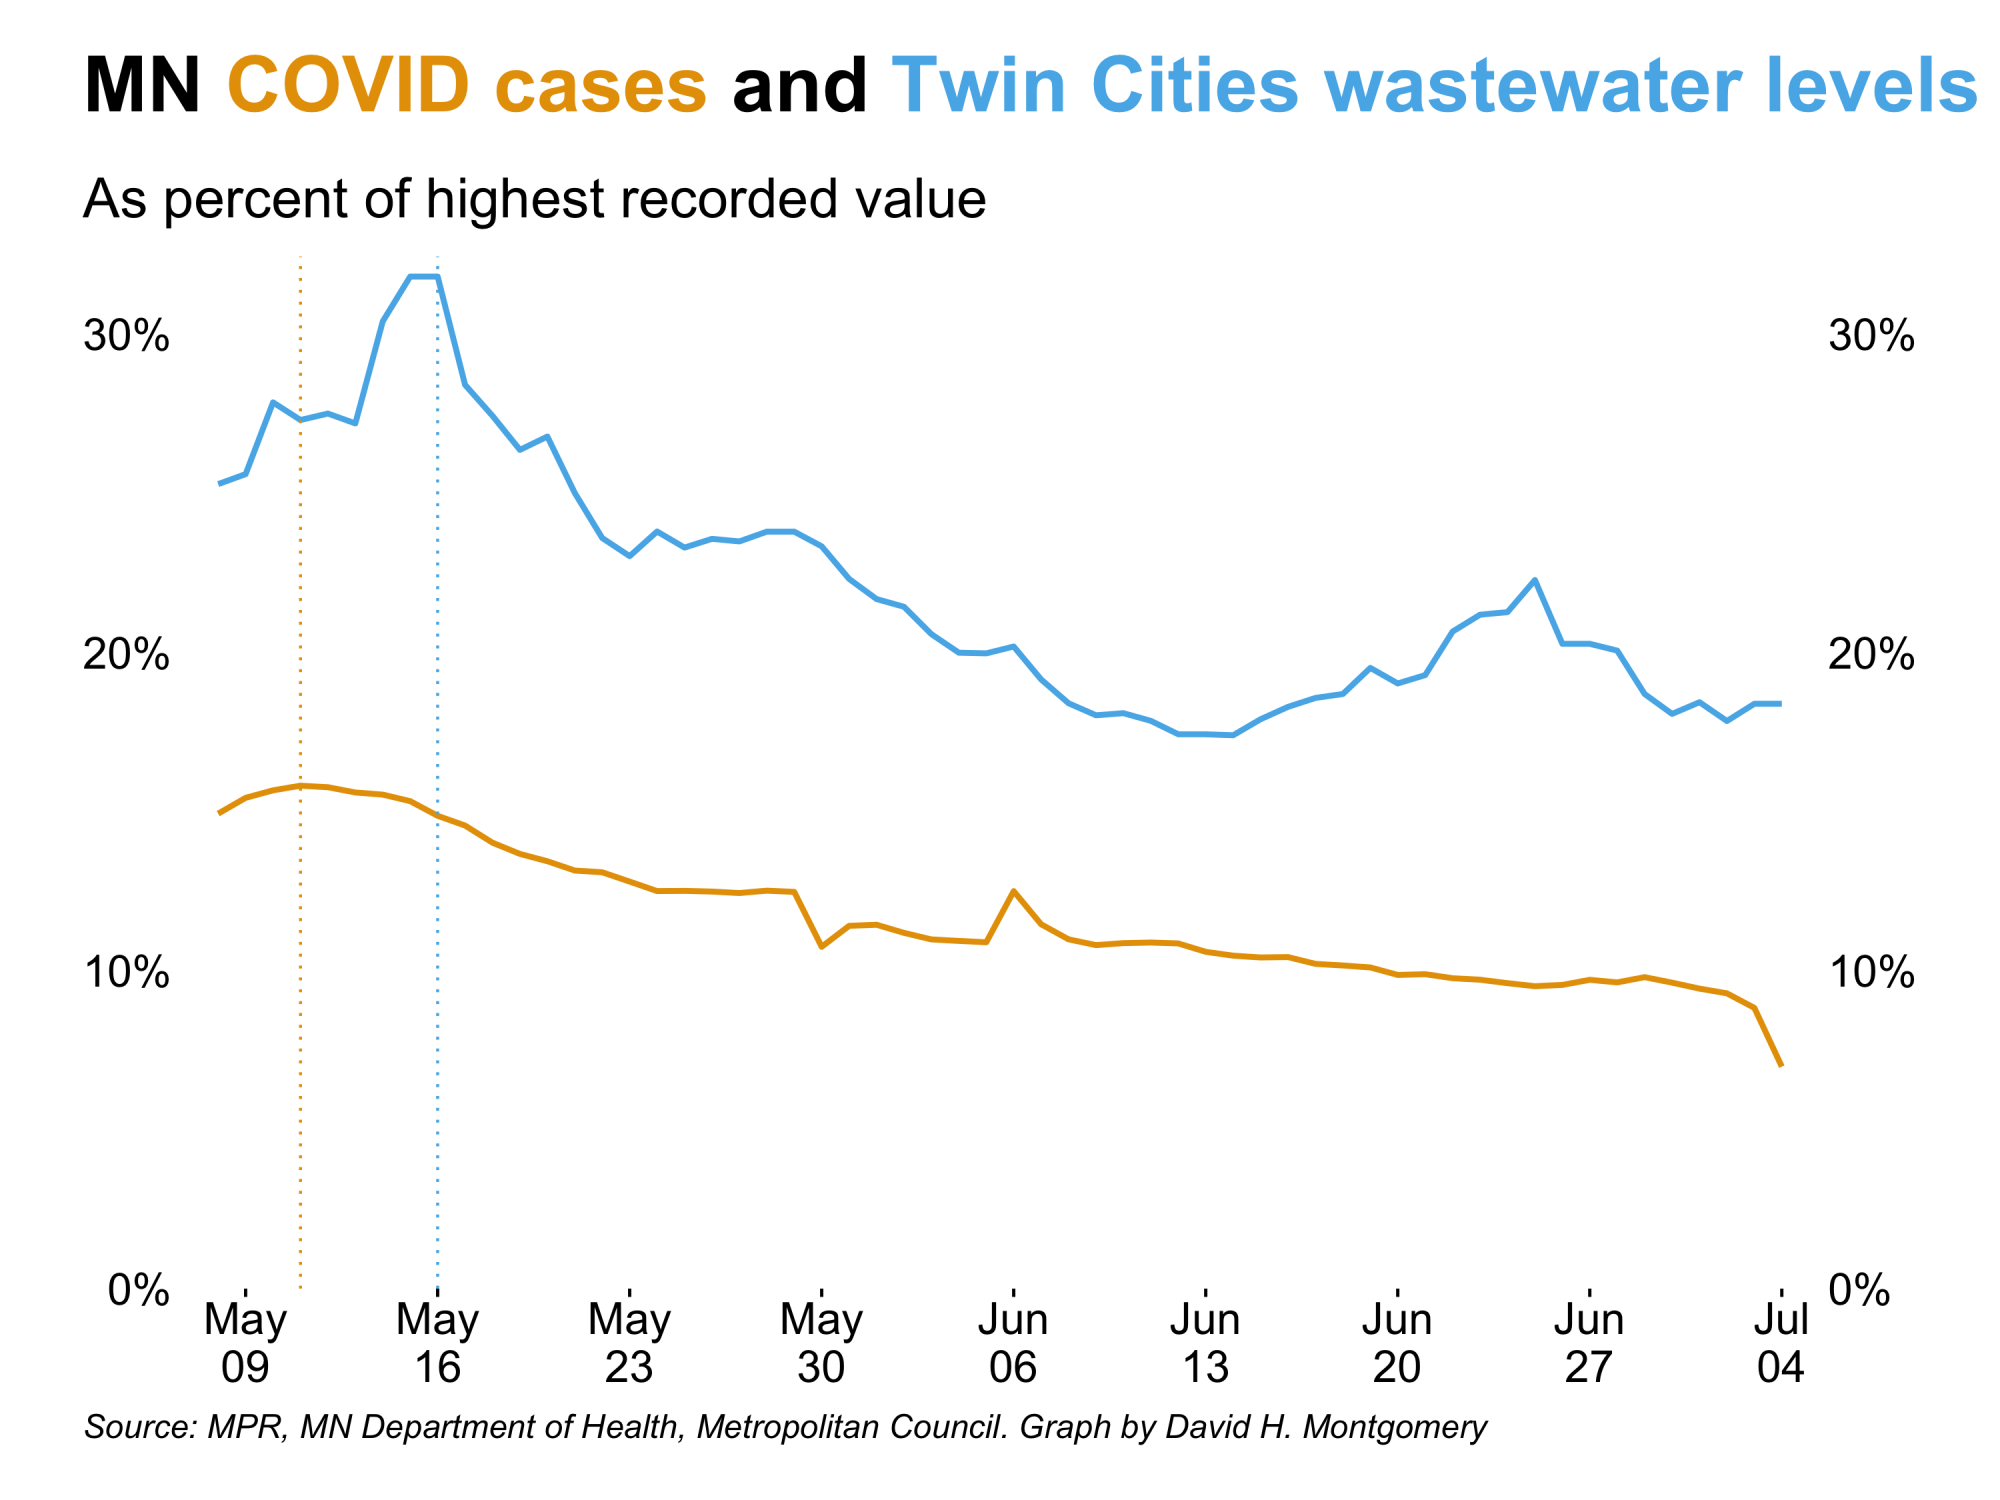 MN COVID cases and Twin Cities wastewater levels
As percent of highest recorded value
30% 30%
20% 20%
10% 10%
0% 0%
May May May May Jun Jun Jun Jun Jul
09 16 23 30 06 13 20 27 04
Source: MPR, MN Department of Health, Metropolitan Council. Graph by David H. Montgomery